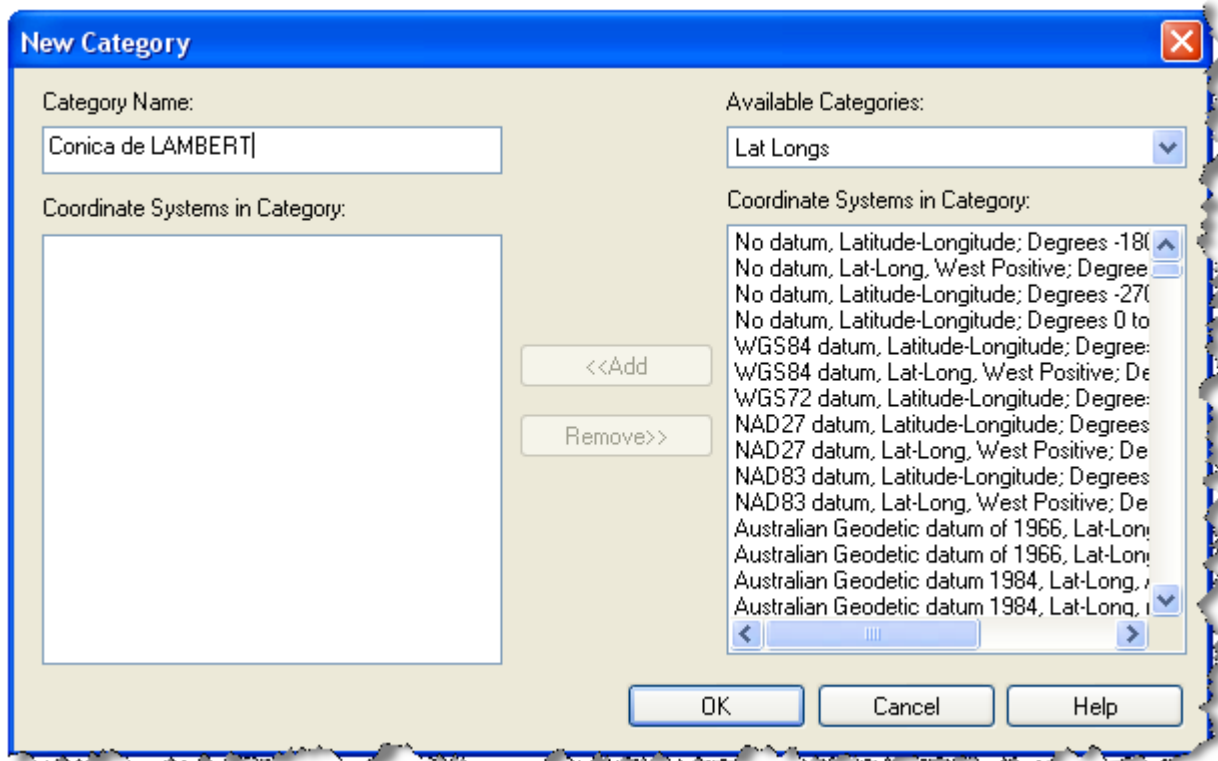 New Category
Category Name:
Conica de LAMBERT
Coordinate Systems in Category:
<<Add
Remove>>
Available Categories:
Lat Longs
Coordinate Systems in Category:
No datum, Latitude-Longitude; Degrees -180
No datum, Lat-Long, West Positive; Degree
No datum, Latitude-Longitude; Degrees -270
No datum, Latitude-Longitude; Degrees 0 to
WGS84 datum, Latitude-Longitude; Degree
WGS84 datum, Lat-Long, West Positive; De
WGS72 datum, Latitude-Longitude; Degree
NAD27 datum, Latitude-Longitude; Degrees
NAD27 datum, Lat-Long, West Positive; De
NAD83 datum, Latitude-Longitude; Degrees
NAD83 datum, Lat-Long, West Positive; De
Australian Geodetic datum of 1966, Lat-Long
Australian Geodetic datum of 1966, Lat-Long
Australian Geodetic datum 1984, Lat-Long,
Australian Geodetic datum 1984, Lat-Long,
OK
Cancel
Help